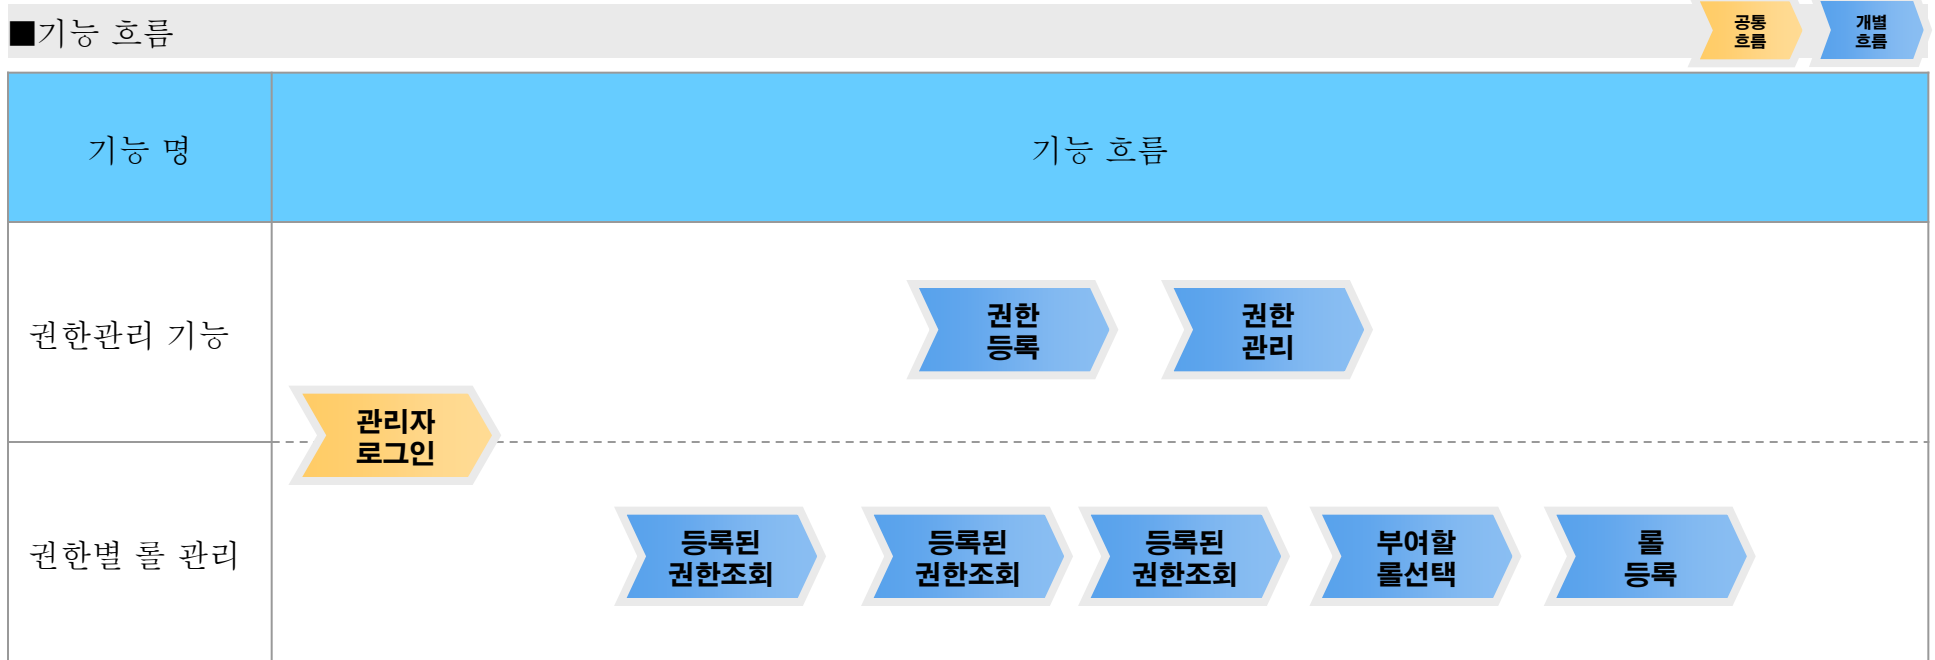 ■기능 흐름
공통
흐름
개별
흐름
기능 명
기능 흐름
권한관리 기능
권한
등록
권한
관리
관리자
로그인
권한별 롤 관리
등록된
권한조회
등록된
권한조회
등록된
권한조회
부여할
롤선택
롤
등록